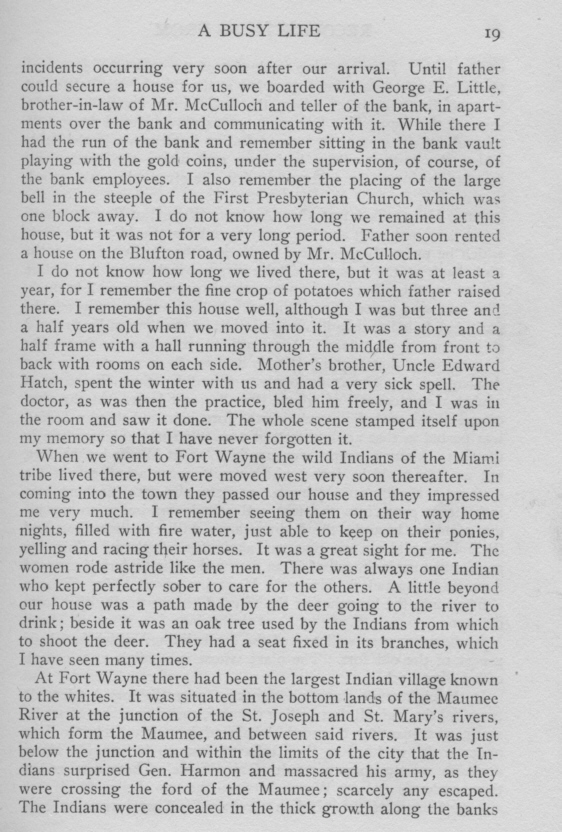 A BUSY LIFE 19
incidents occurring very soon after our arrival. Until father
could secure a house for us, we boarded with George E. Little,
brother-in-law of Mr. McCulloch and teller of the bank, in apart-
ments over the bank and communicating with it. While there I
had the run of the bank and remember sitting in the bank vault
playing with the gold coins, under the supervision, of course, of
the bank employees. I also remember the placing of the large
bell in the steeple of the First Presbyterian Church, which was
one block away. I do not know how long we remained at this
house, but it was not for a very long period. Father soon rented
a house on the Blufton road, owned by Mr. McCulloch.
I do not know how long we lived there, but it was at least a
year, for I remember the fine crop of potatoes which father raised
there. I remember this house well, although I was but three and
a half years old when we moved into it. It was a story and a
half frame with a hall running through the middle from front to
back with rooms on each side. Mother's brother, Uncle Edward
Hatch, spent the winter with us and had a very sick spell. The
doctor, as was then the practice, bled him freely, and I was in
the room and saw it done. The whole scene stamped itself upon
my memory so that I have never forgotten it.
When we went to Fort Wayne the wild Indians of the Miami
tribe lived there, but were moved west very soon thereafter. In
coming into the town they passed our house and they impressed
me very much. I remember seeing them on their way home
nights, filled with fire water, just able to keep on their ponies,
yelling and racing their horses. It was a great sight for me. The
women rode astride like the men. There was always one Indian
who kept perfectly sober to care for the others. A little beyond
our house was a path made by the deer going to the river to
drink; beside it was an oak tree used by the Indians from which
to shoot the deer. They had a seat fixed in its branches, which
I have seen many times.
At Fort Wayne there had been the largest Indian village known
to the whites. It was situated in the bottom lands of the Maumee
River at the junction of the St. Joseph and St. Mary's rivers,
which form the Maumee, and between said rivers. It was just
below the junction and within the limits of the city that the In-
dians surprised Gen. Harmon and massacred his army, as they
were crossing the ford of the Maumee; scarcely any escaped.
The Indians were concealed in the thick growth along the banks